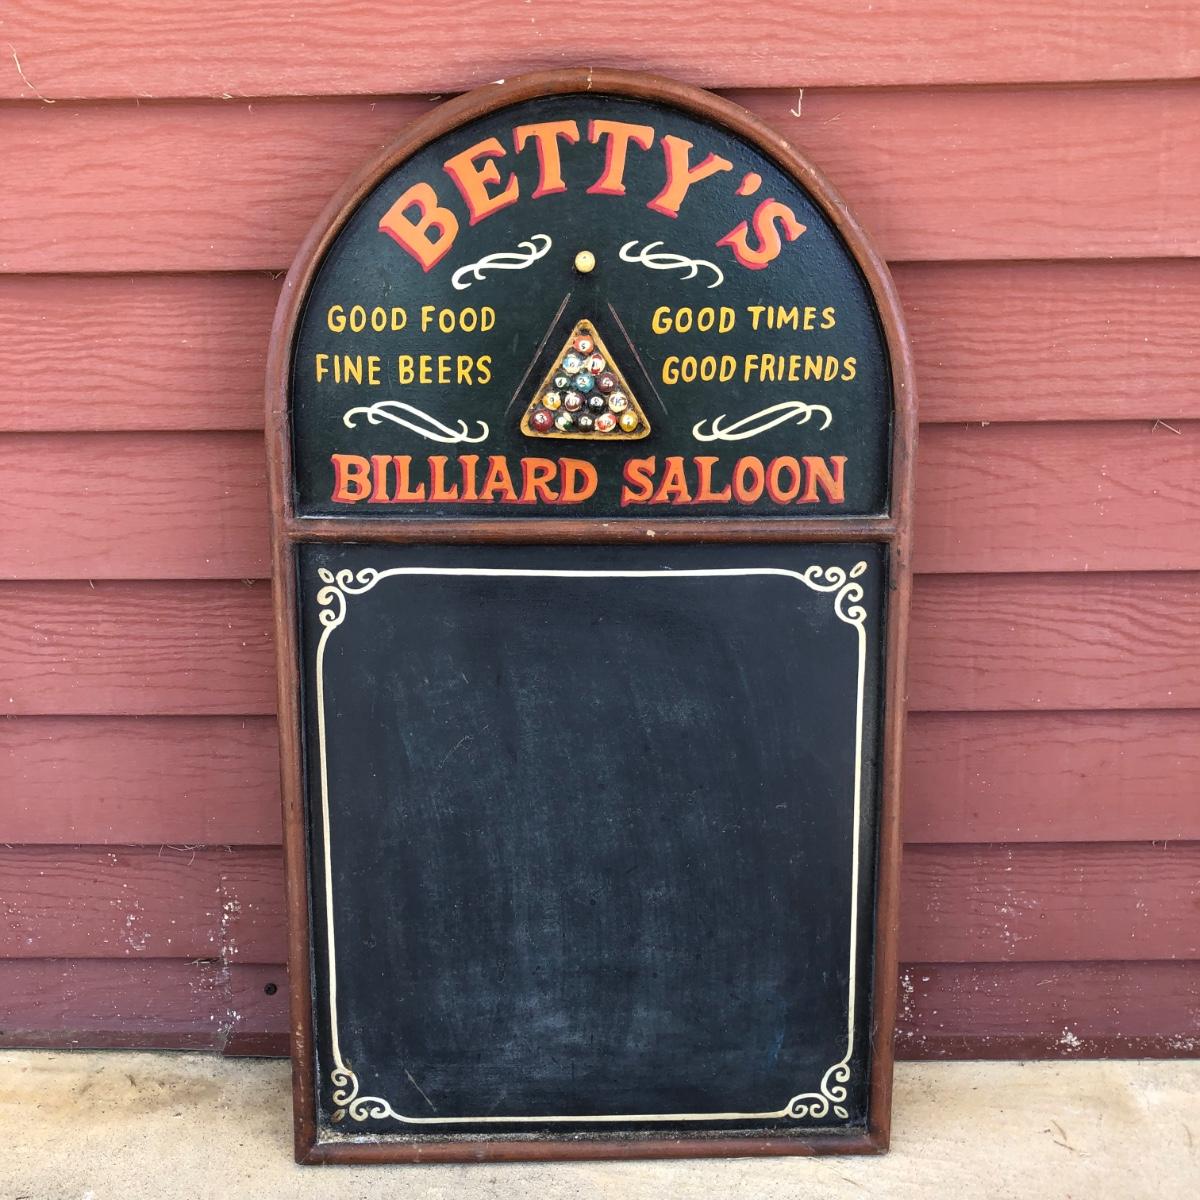 BETTY'S
GOOD FOOD
FINE BEERS
GOOD TIMES
GOOD FRIENDS
BILLIARD SALOON